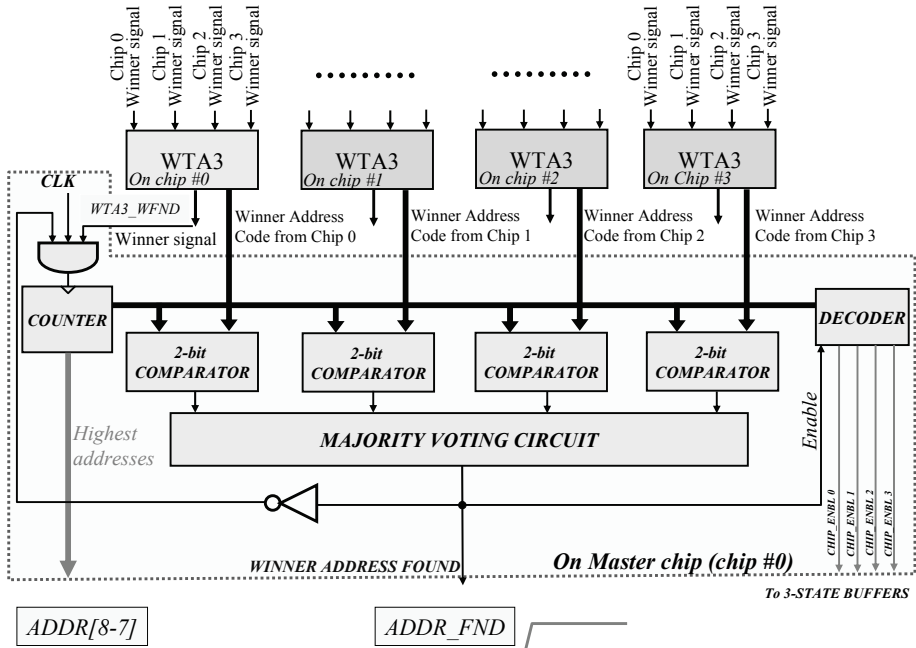 Chip 0
Winner signal
Chip 1
Winner signal
Chip 2
Winner signal
Chip 3
Winner signal
Chip 0
Winner signal
Chip 1
Winner signal
Chip 2
Winner signal
Chip 3
Winner signal
WTA3
On chip #0
WTA3
On chip #1
WTA3
On chip #2
WTA3
On Chip #3
CLK
WTA3_WFND
Winner signal
Winner Address
Code from Chip 0
Winner Address
Code from Chip 1
Winner Address
Code from Chip 2
Winner Address
Code from Chip 3
COUNTER
DECODER
2-bit
COMPARATOR
2-bit
COMPARATOR
2-bit
COMPARATOR
2-bit
COMPARATOR
MAJORITY VOTING CIRCUIT
Highest
addresses
Enable
CHIP_ENBL 0
CHIP_ENBL 1
CHIP_ENBL 2
CHIP_ENBL 3
WINNER ADDRESS FOUND
On Master chip (chip #0)
To 3-STATE BUFFERS
ADDR[8-7]
ADDR_FND